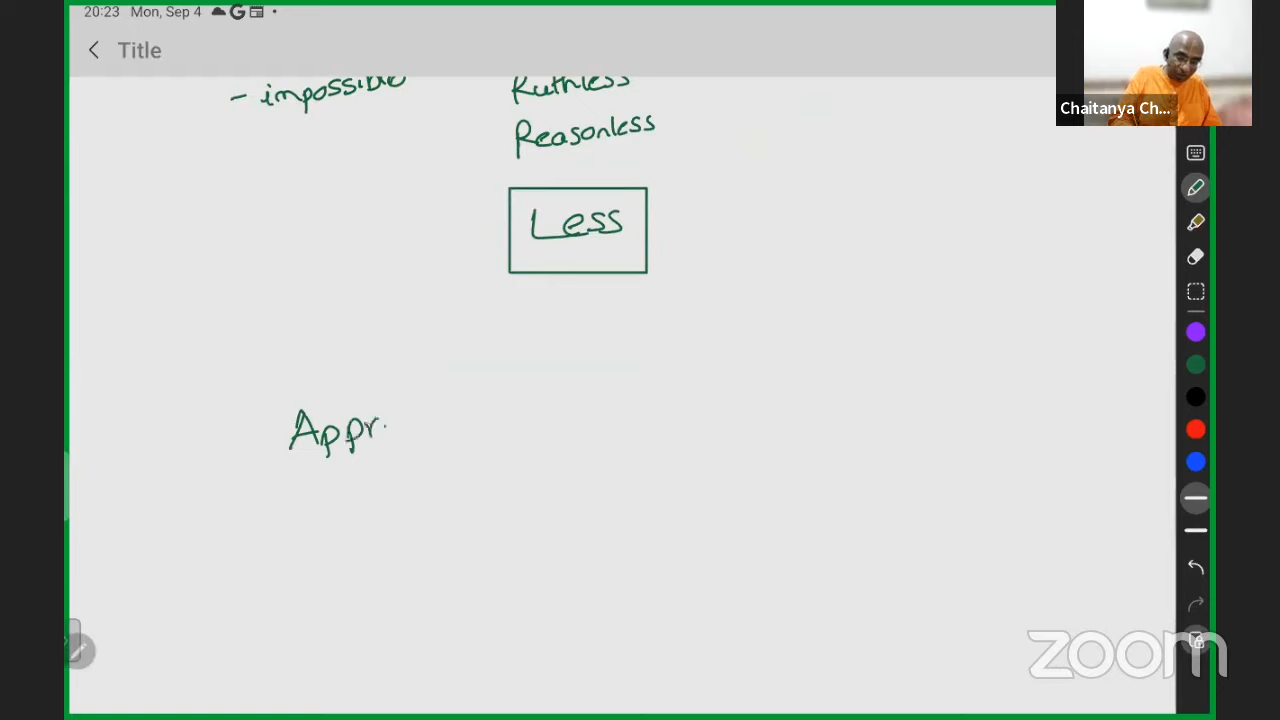 20:23 Mon, Sep 4
Title
Chaitanya Ch...
- impossible
Ruthless
Reasonless
Less
Appr
zoom